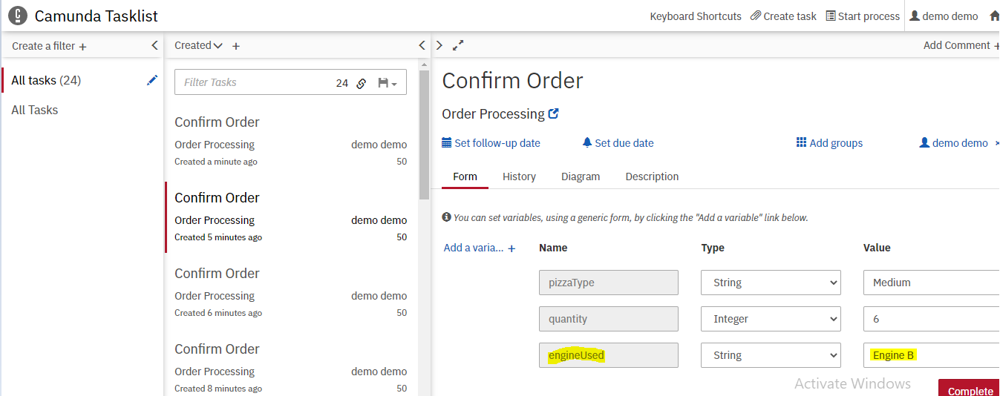 Camunda Tasklist
Keyboard Shortcuts Create task Start process demo demo
Create a filter +
Created +
Add Comment +
All tasks (24)
All Tasks
Filter Tasks 24
Confirm Order
Order Processing demo demo
Created a minute ago 50
Confirm Order
Order Processing demo demo
Created 5 minutes ago 50
Confirm Order
Order Processing demo demo
Created 6 minutes ago 50
Confirm Order
Order Processing demo demo
Created 8 minutes ago 50
Confirm Order
Order Processing
Set follow-up date Set due date Add groups demo demo ×
Form History Diagram Description
You can set variables, using a generic form, by clicking the "Add a variable" link below.
Add a varia... + Name Type Value
pizzaType String Medium
quantity Integer 6
engineUsed String Engine B
Activate Windows
Complete